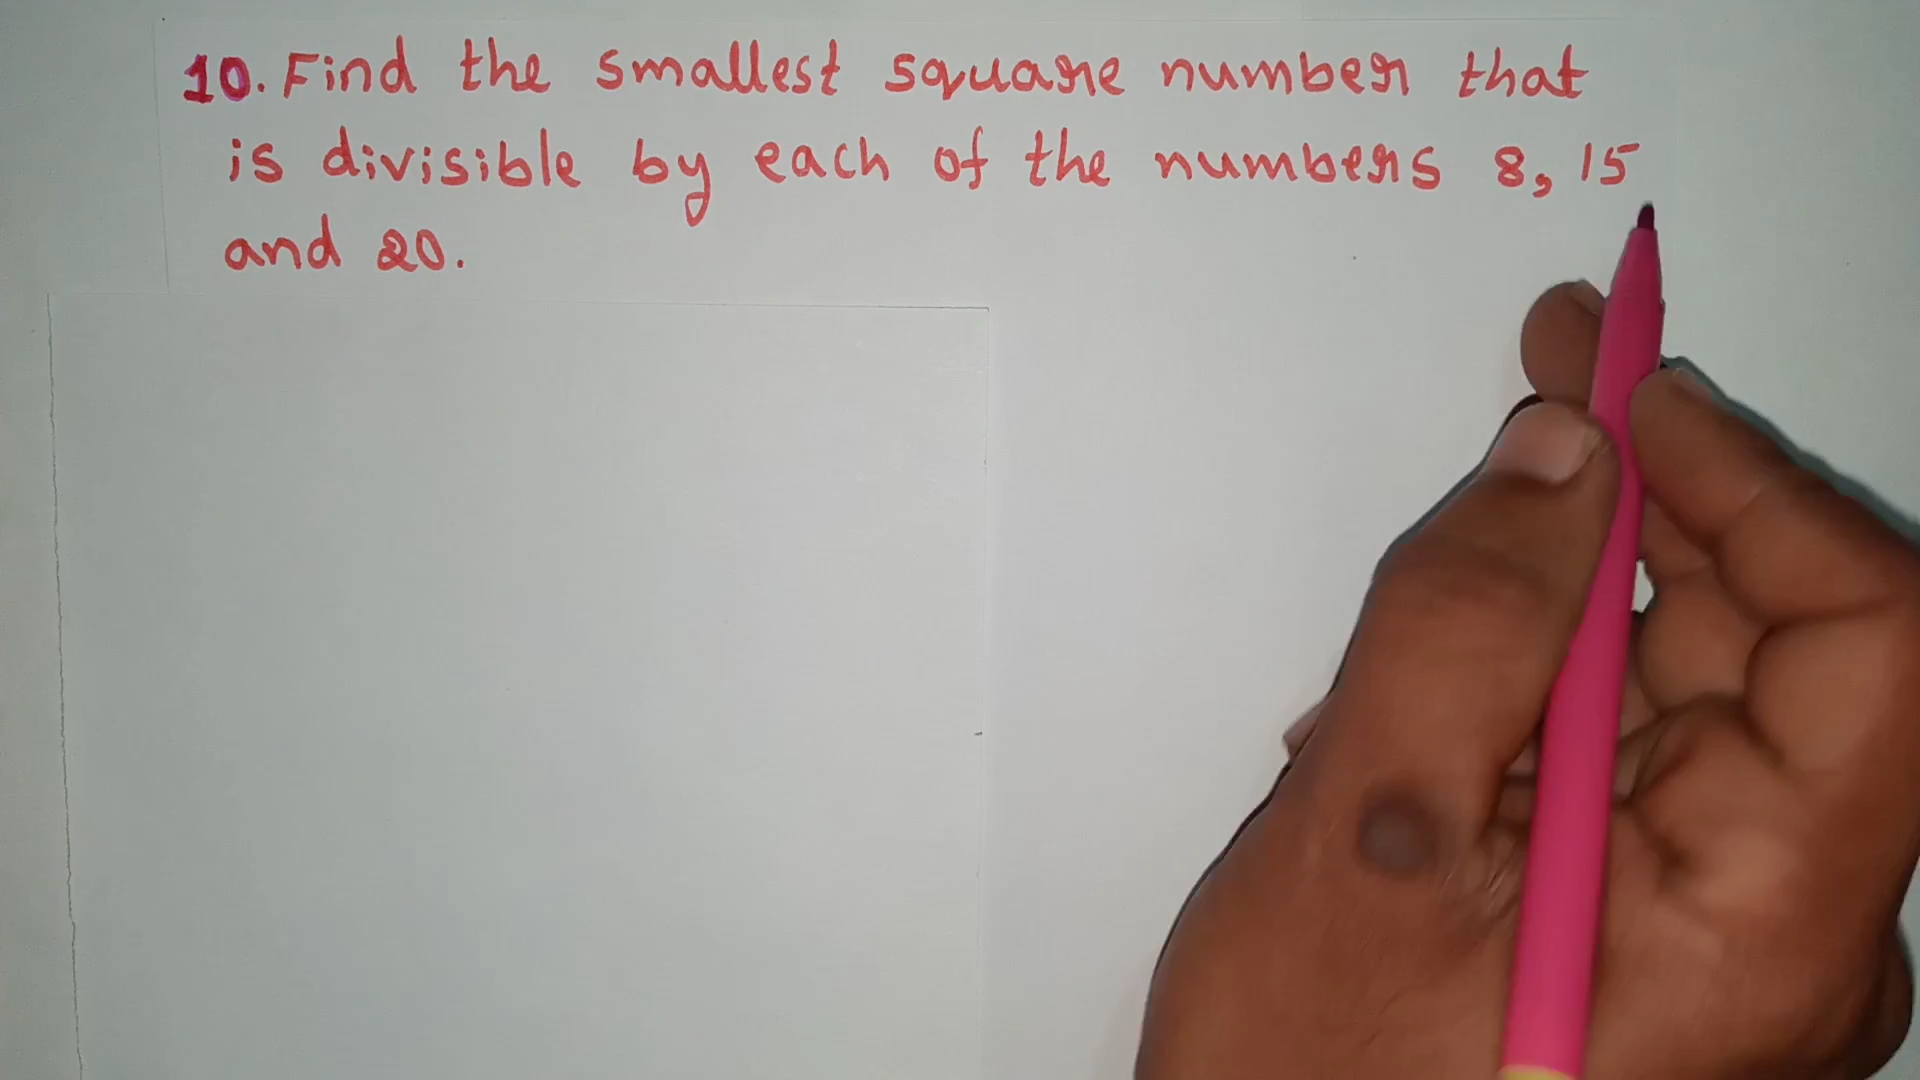 10. Find the smallest square number that
is divisible by each of the numbers 8, 15
and 20.